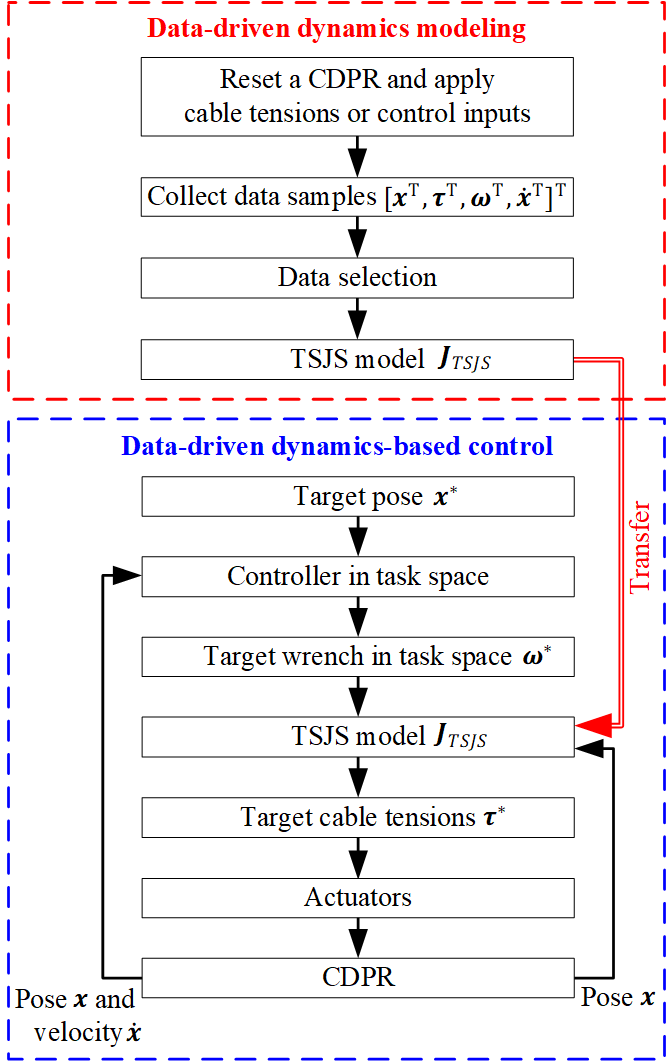 Data-driven dynamics modeling
Reset a CDPR and apply
cable tensions or control inputs
Collect data samples [𝒙ᵀ, 𝝉ᵀ, 𝝎ᵀ, 𝒙̇ᵀ]ᵀ
Data selection
TSJS model 𝑱_TSJS
Transfer
Data-driven dynamics-based control
Target pose 𝒙*
Controller in task space
Target wrench in task space 𝝎*
TSJS model 𝑱_TSJS
Target cable tensions 𝝉*
Actuators
CDPR
Pose 𝒙 and
velocity 𝒙̇
Pose 𝒙